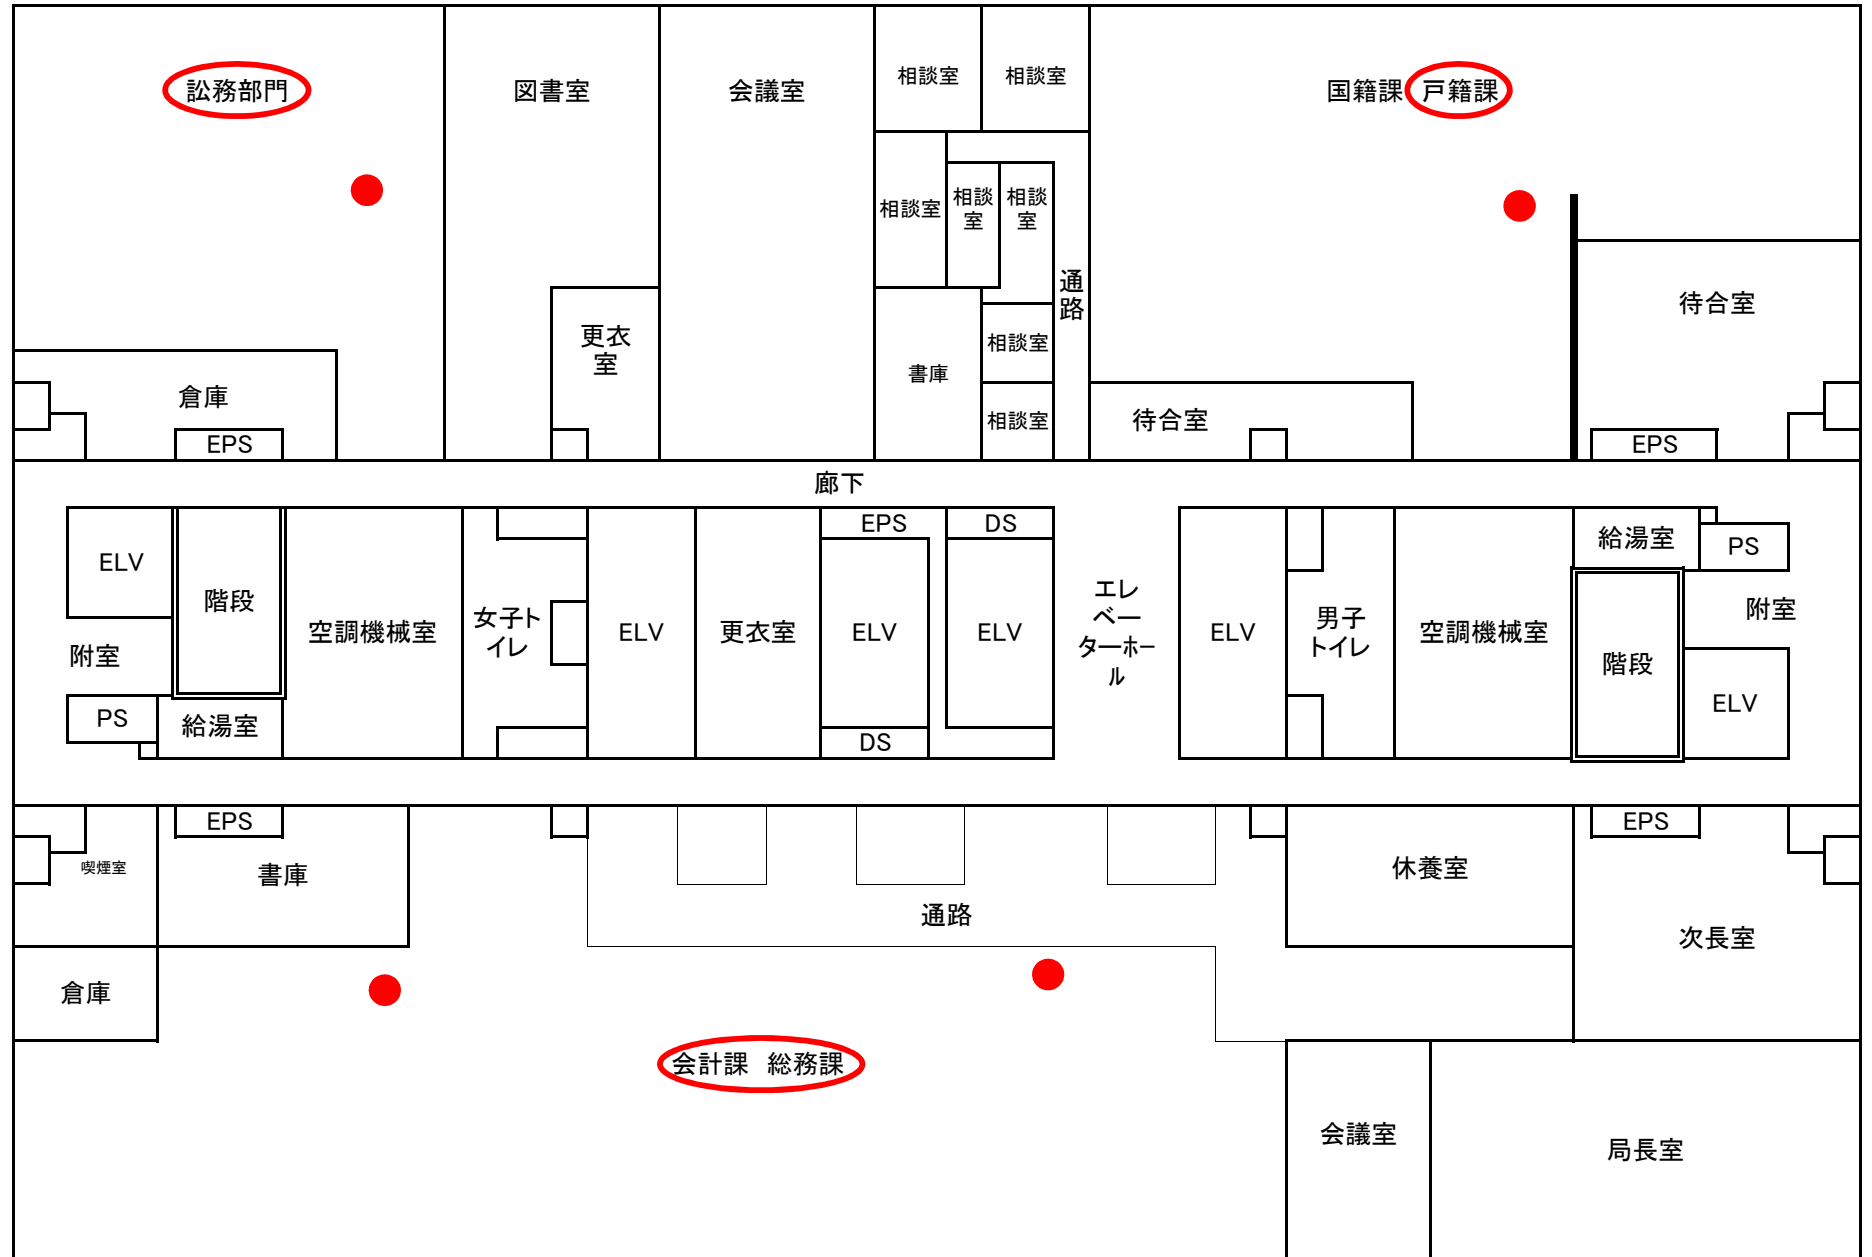 訟務部門
図書室
会議室
相談室
相談室
国籍課 戸籍課
相談室
相談
室
相談
室
通
路
待合室
更衣
室
相談室
書庫
倉庫
相談室
待合室
EPS
EPS
廊下
ELV
階段
空調機械室
女子ト
イレ
ELV
更衣室
EPS
ELV
DS
DS
ELV
エレ
ベー
ターホー
ル
ELV
男子
トイレ
空調機械室
給湯室
PS
附室
階段
ELV
附室
PS
給湯室
EPS
EPS
喫煙室
書庫
休養室
通路
次長室
倉庫
会計課 総務課
会議室
局長室